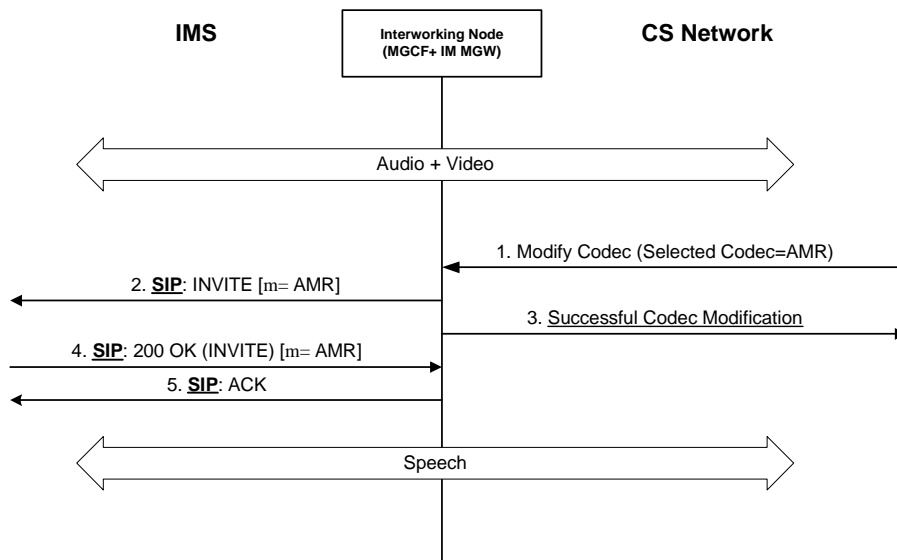 IMS
Interworking Node
(MGCF+ IM MGW)
CS Network
Audio + Video
1. Modify Codec (Selected Codec=AMR)
2. SIP: INVITE [m= AMR]
3. Successful Codec Modification
4. SIP: 200 OK (INVITE) [m= AMR]
5. SIP: ACK
Speech